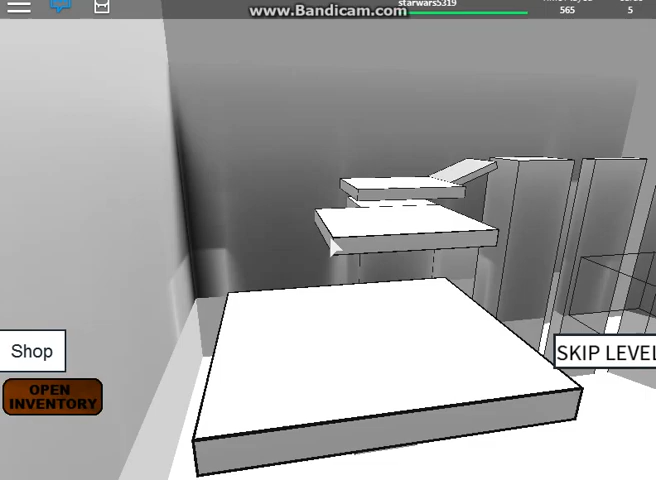 www.Bandicam.com
starwars5319
565
5
Shop
OPEN
INVENTORY
SKIP LEVEL